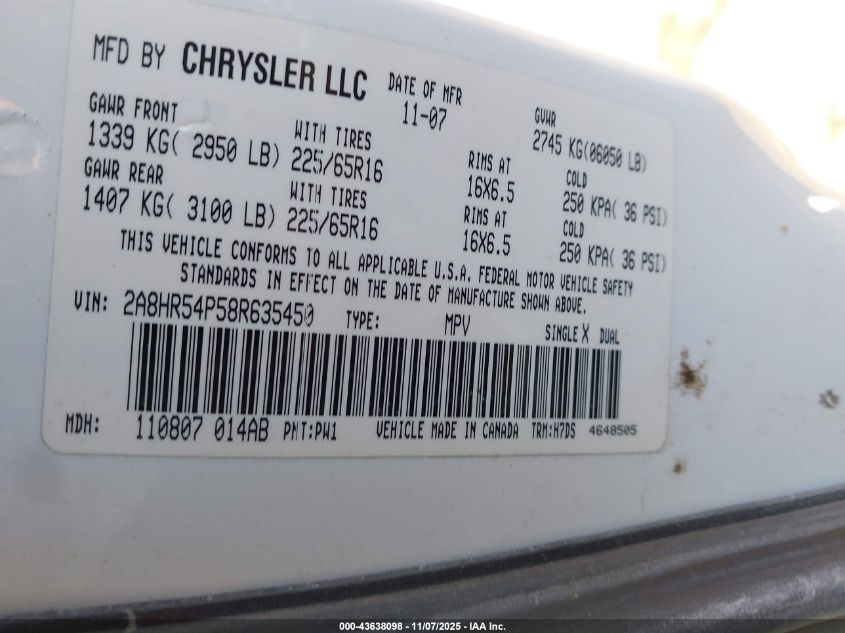 MFD BY CHRYSLER LLC DATE OF MFR GVWR
11-07 2745 KG(06050 LB)
GAWR FRONT WITH TIRES RIMS AT COLD
1339 KG( 2950 LB) 225/65R16 16X6.5 250 KPA( 36 PSI)
GAWR REAR WITH TIRES RIMS AT COLD
1407 KG( 3100 LB) 225/65R16 16X6.5 250 KPA( 36 PSI)
THIS VEHICLE CONFORMS TO ALL APPLICABLE U.S.A. FEDERAL MOTOR VEHICLE SAFETY
STANDARDS IN EFFECT ON THE DATE OF MANUFACTURE SHOWN ABOVE.
VIN: 2A8HR54P58R635450 TYPE: MPV SINGLE X DUAL
MDH: 110807 014AB PNT:PW1 VEHICLE MADE IN CANADA TRM:H7DS 4648505
000-43638098 - 11/07/2025 - IAA Inc.